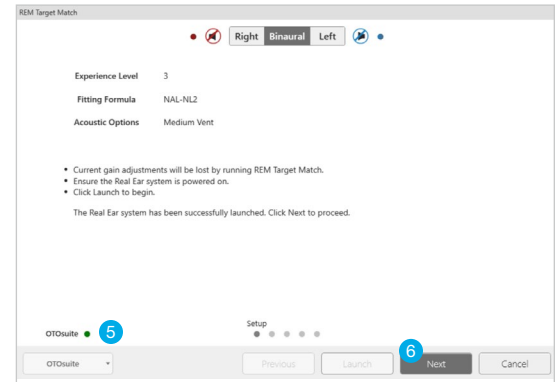 REM Target Match
Right Binaural Left
Experience Level 3
Fitting Formula NAL-NL2
Acoustic Options Medium Vent
• Current gain adjustments will be lost by running REM Target Match.
• Ensure the Real Ear system is powered on.
• Click Launch to begin.
The Real Ear system has been successfully launched. Click Next to proceed.
Setup
OTOsuite 5
6
OTOsuite Previous Launch Next Cancel